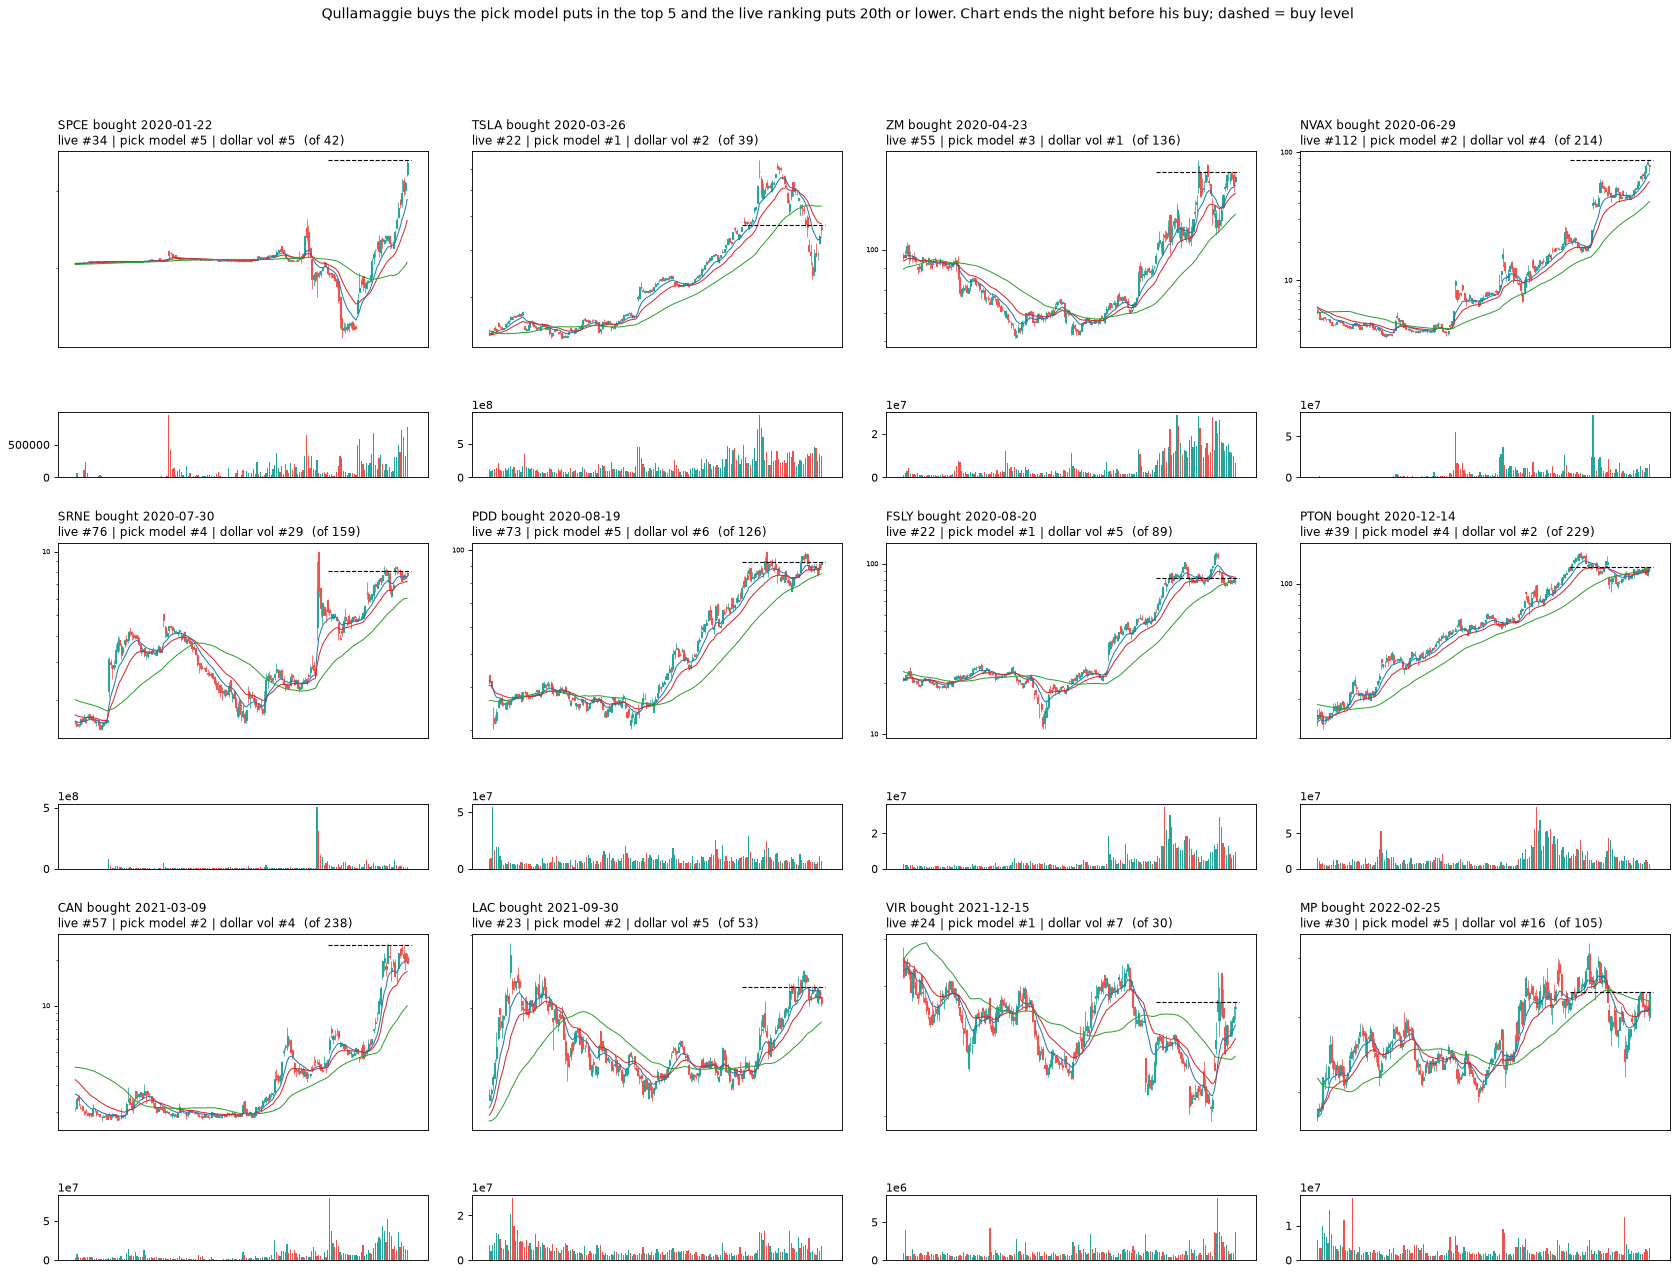 Qullamaggie buys the pick model puts in the top 5 and the live ranking puts 20th or lower. Chart ends the night before his buy; dashed = buy level
SPCE bought 2020-01-22
live #34 | pick model #5 | dollar vol #5  (of 42)
TSLA bought 2020-03-26
live #22 | pick model #1 | dollar vol #2  (of 39)
ZM bought 2020-04-23
live #55 | pick model #3 | dollar vol #1  (of 136)
100
NVAX bought 2020-06-29
live #112 | pick model #2 | dollar vol #4  (of 214)
100
10
500000
0
1e8
5
0
1e7
2
0
1e7
5
0
SRNE bought 2020-07-30
live #76 | pick model #4 | dollar vol #29  (of 159)
10
PDD bought 2020-08-19
live #73 | pick model #5 | dollar vol #6  (of 126)
100
FSLY bought 2020-08-20
live #22 | pick model #1 | dollar vol #5  (of 89)
100
10
PTON bought 2020-12-14
live #39 | pick model #4 | dollar vol #2  (of 229)
100
1e8
5
0
1e7
5
0
1e7
2
0
1e7
5
0
CAN bought 2021-03-09
live #57 | pick model #2 | dollar vol #4  (of 238)
10
LAC bought 2021-09-30
live #23 | pick model #2 | dollar vol #5  (of 53)
VIR bought 2021-12-15
live #24 | pick model #1 | dollar vol #7  (of 30)
MP bought 2022-02-25
live #30 | pick model #5 | dollar vol #16  (of 105)
1e7
5
0
1e7
2
0
1e6
5
0
1e7
1
0